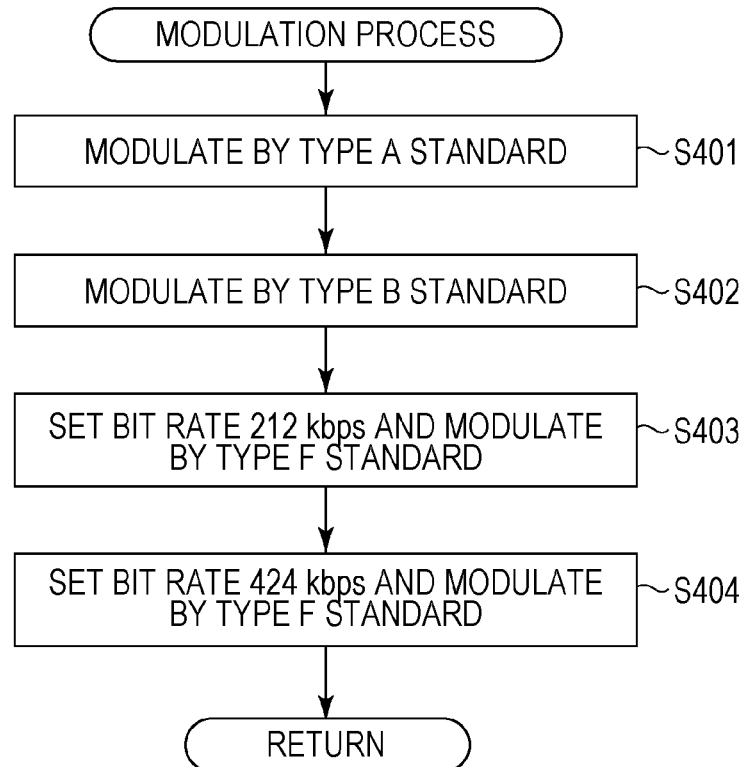 MODULATION PROCESS
MODULATE BY TYPE A STANDARD
S401
MODULATE BY TYPE B STANDARD
S402
SET BIT RATE 212 kbps AND MODULATE
BY TYPE F STANDARD
S403
SET BIT RATE 424 kbps AND MODULATE
BY TYPE F STANDARD
S404
RETURN